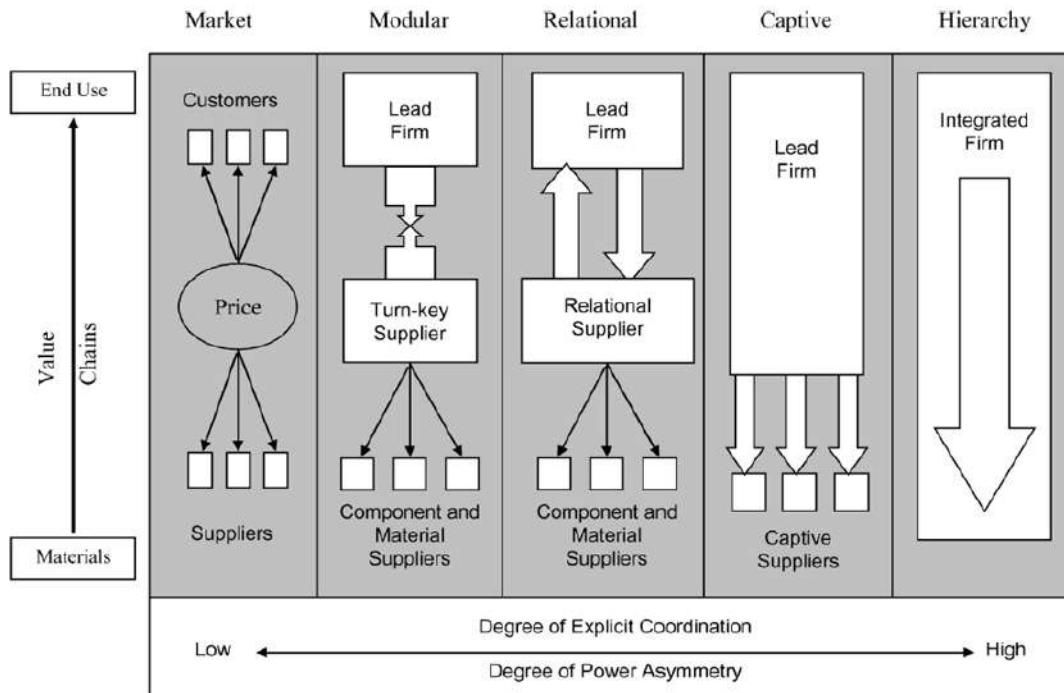 Market
Modular
Relational
Captive
Hierarchy
End Use
Value
Chains
Materials
Customers
Price
Suppliers
Lead
Firm
Turn-key
Supplier
Component and
Material
Suppliers
Lead
Firm
Relational
Supplier
Component and
Material
Suppliers
Lead
Firm
Captive
Suppliers
Integrated
Firm
Degree of Explicit Coordination
Low
High
Degree of Power Asymmetry